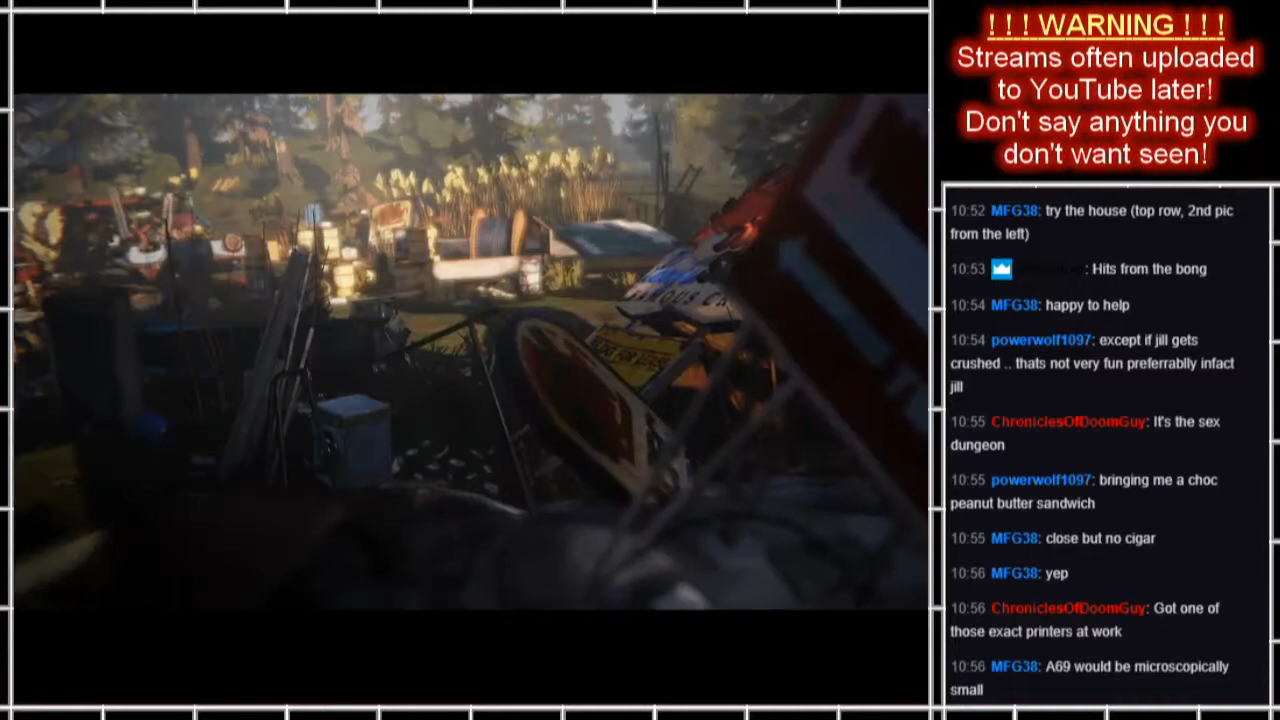 ! ! ! WARNING ! ! !
Streams often uploaded
to YouTube later!
Don't say anything you
don't want seen!
10:52 MFG38: try the house (top row, 2nd pic
from the left)
10:53 : Hits from the bong
10:54 MFG38: happy to help
10:54 powerwolf1097: except if jill gets
crushed .. thats not very fun preferrablly infact
jill
10:55 ChroniclesOfDoomGuy: It's the sex
dungeon
10:55 powerwolf1097: bringing me a choc
peanut butter sandwich
10:55 MFG38: close but no cigar
10:56 MFG38: yep
10:56 ChroniclesOfDoomGuy: Got one of
those exact printers at work
10:56 MFG38: A69 would be microscopically
small